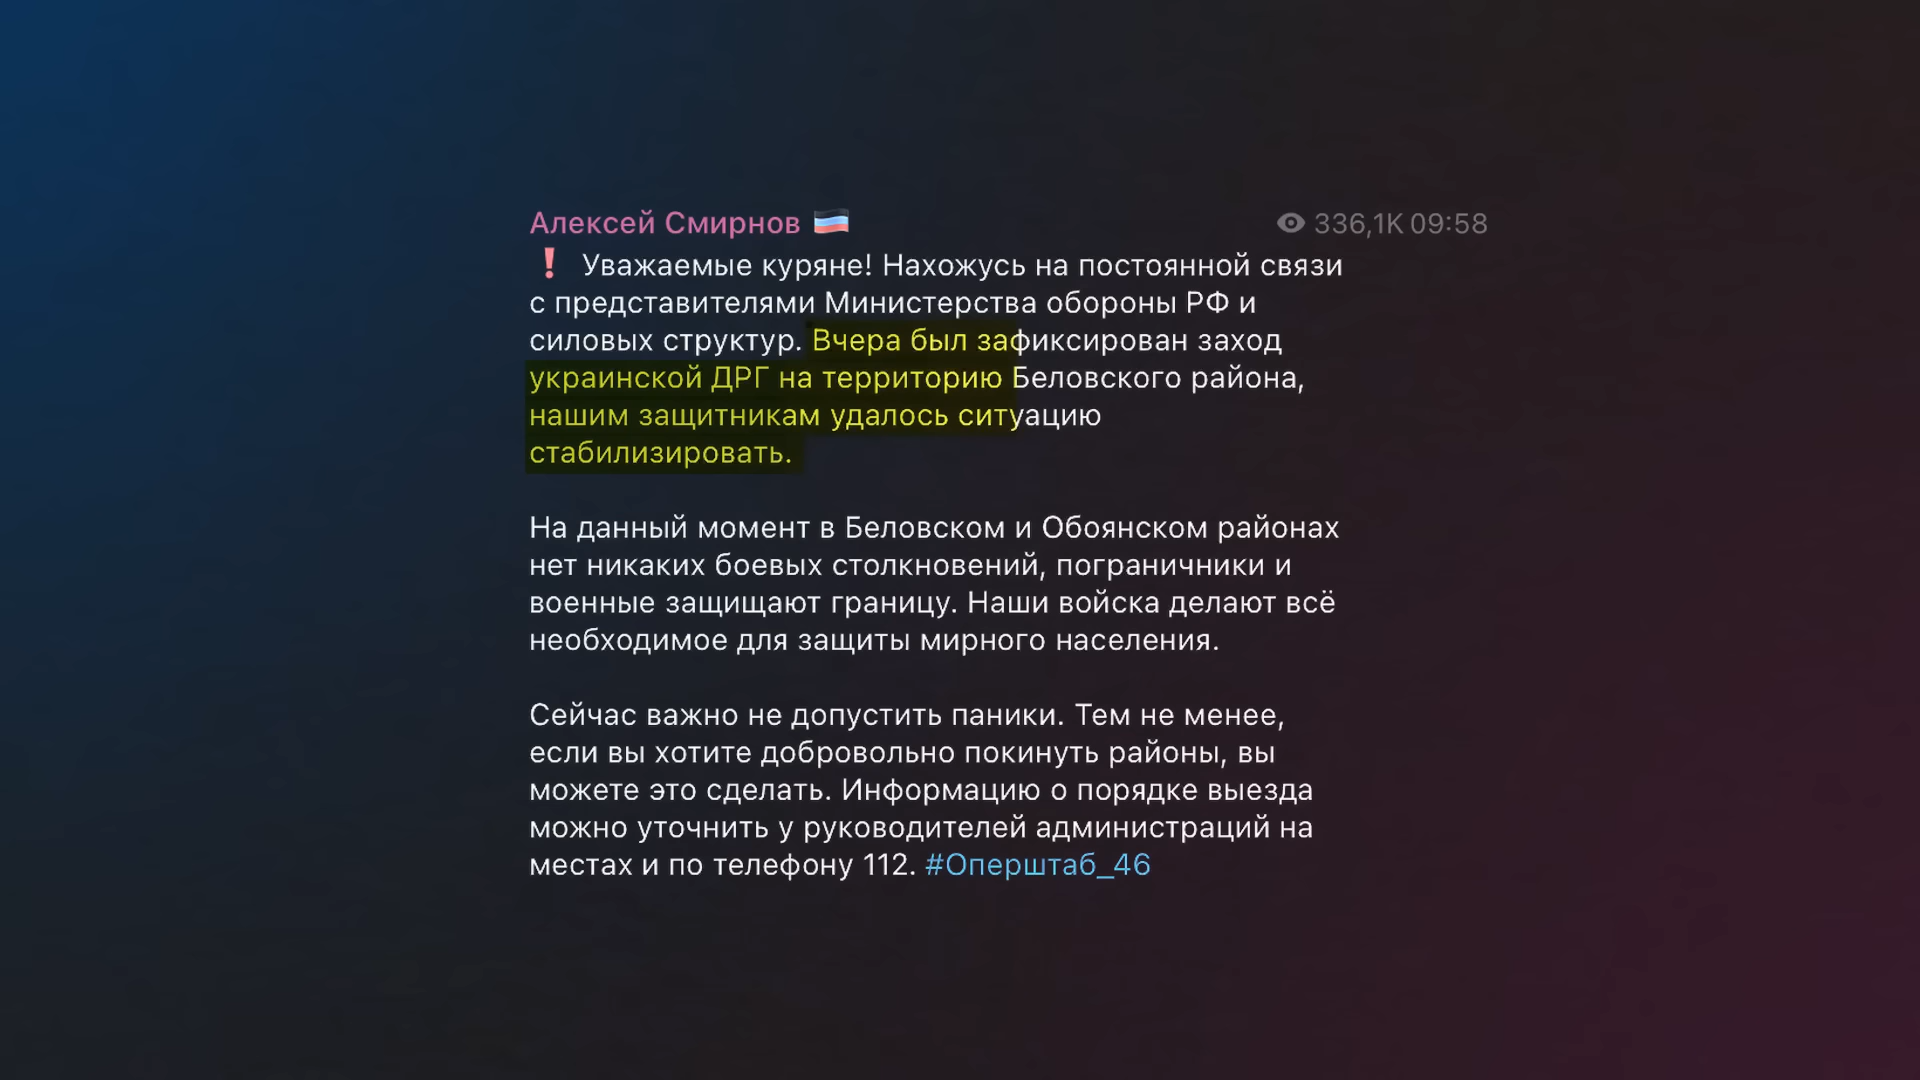 Алексей Смирнов
336,1K 09:58
❗ Уважаемые куряне! Нахожусь на постоянной связи
с представителями Министерства обороны РФ и
силовых структур. Вчера был зафиксирован заход
украинской ДРГ на территорию Беловского района,
нашим защитникам удалось ситуацию
стабилизировать.
На данный момент в Беловском и Обоянском районах
нет никаких боевых столкновений, пограничники и
военные защищают границу. Наши войска делают всё
необходимое для защиты мирного населения.
Сейчас важно не допустить паники. Тем не менее,
если вы хотите добровольно покинуть районы, вы
можете это сделать. Информацию о порядке выезда
можно уточнить у руководителей администраций на
местах и по телефону 112. #Оперштаб_46